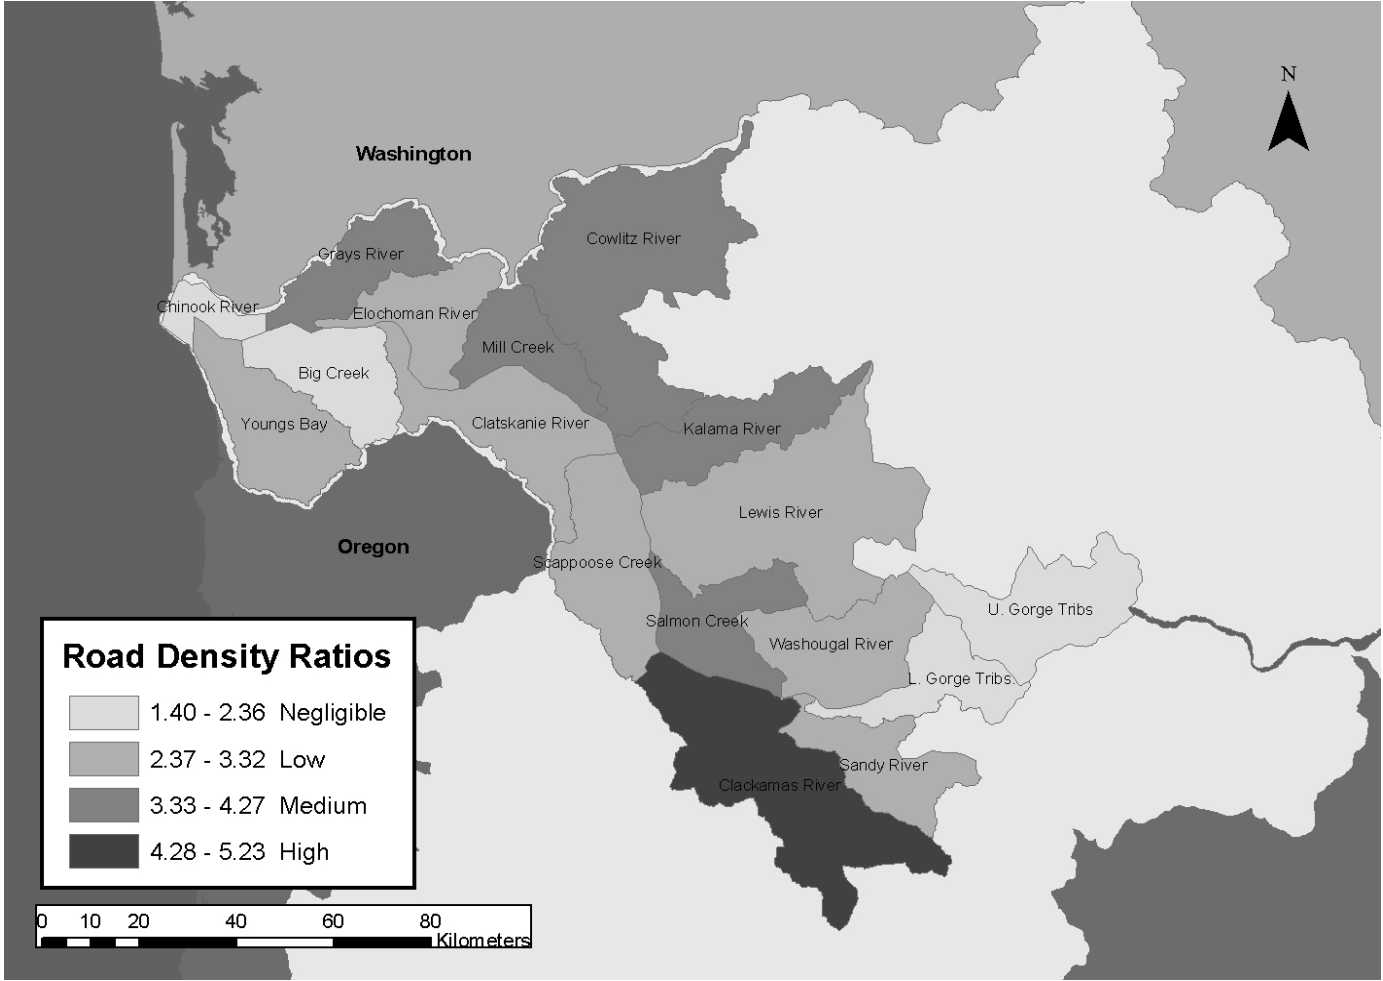 N
Washington
Cowlitz River
Grays River
Chinook River
Elochoman River
Mill Creek
Big Creek
Youngs Bay
Clatskanie River
Kalama River
Lewis River
Oregon
Scappoose Creek
U. Gorge Tribs
Salmon Creek
Washougal River
L. Gorge Tribs.
Sandy River
Clackamas River
Road Density Ratios
1.40 - 2.36 Negligible
2.37 - 3.32 Low
3.33 - 4.27 Medium
4.28 - 5.23 High
0 10 20 40 60 80
Kilometers